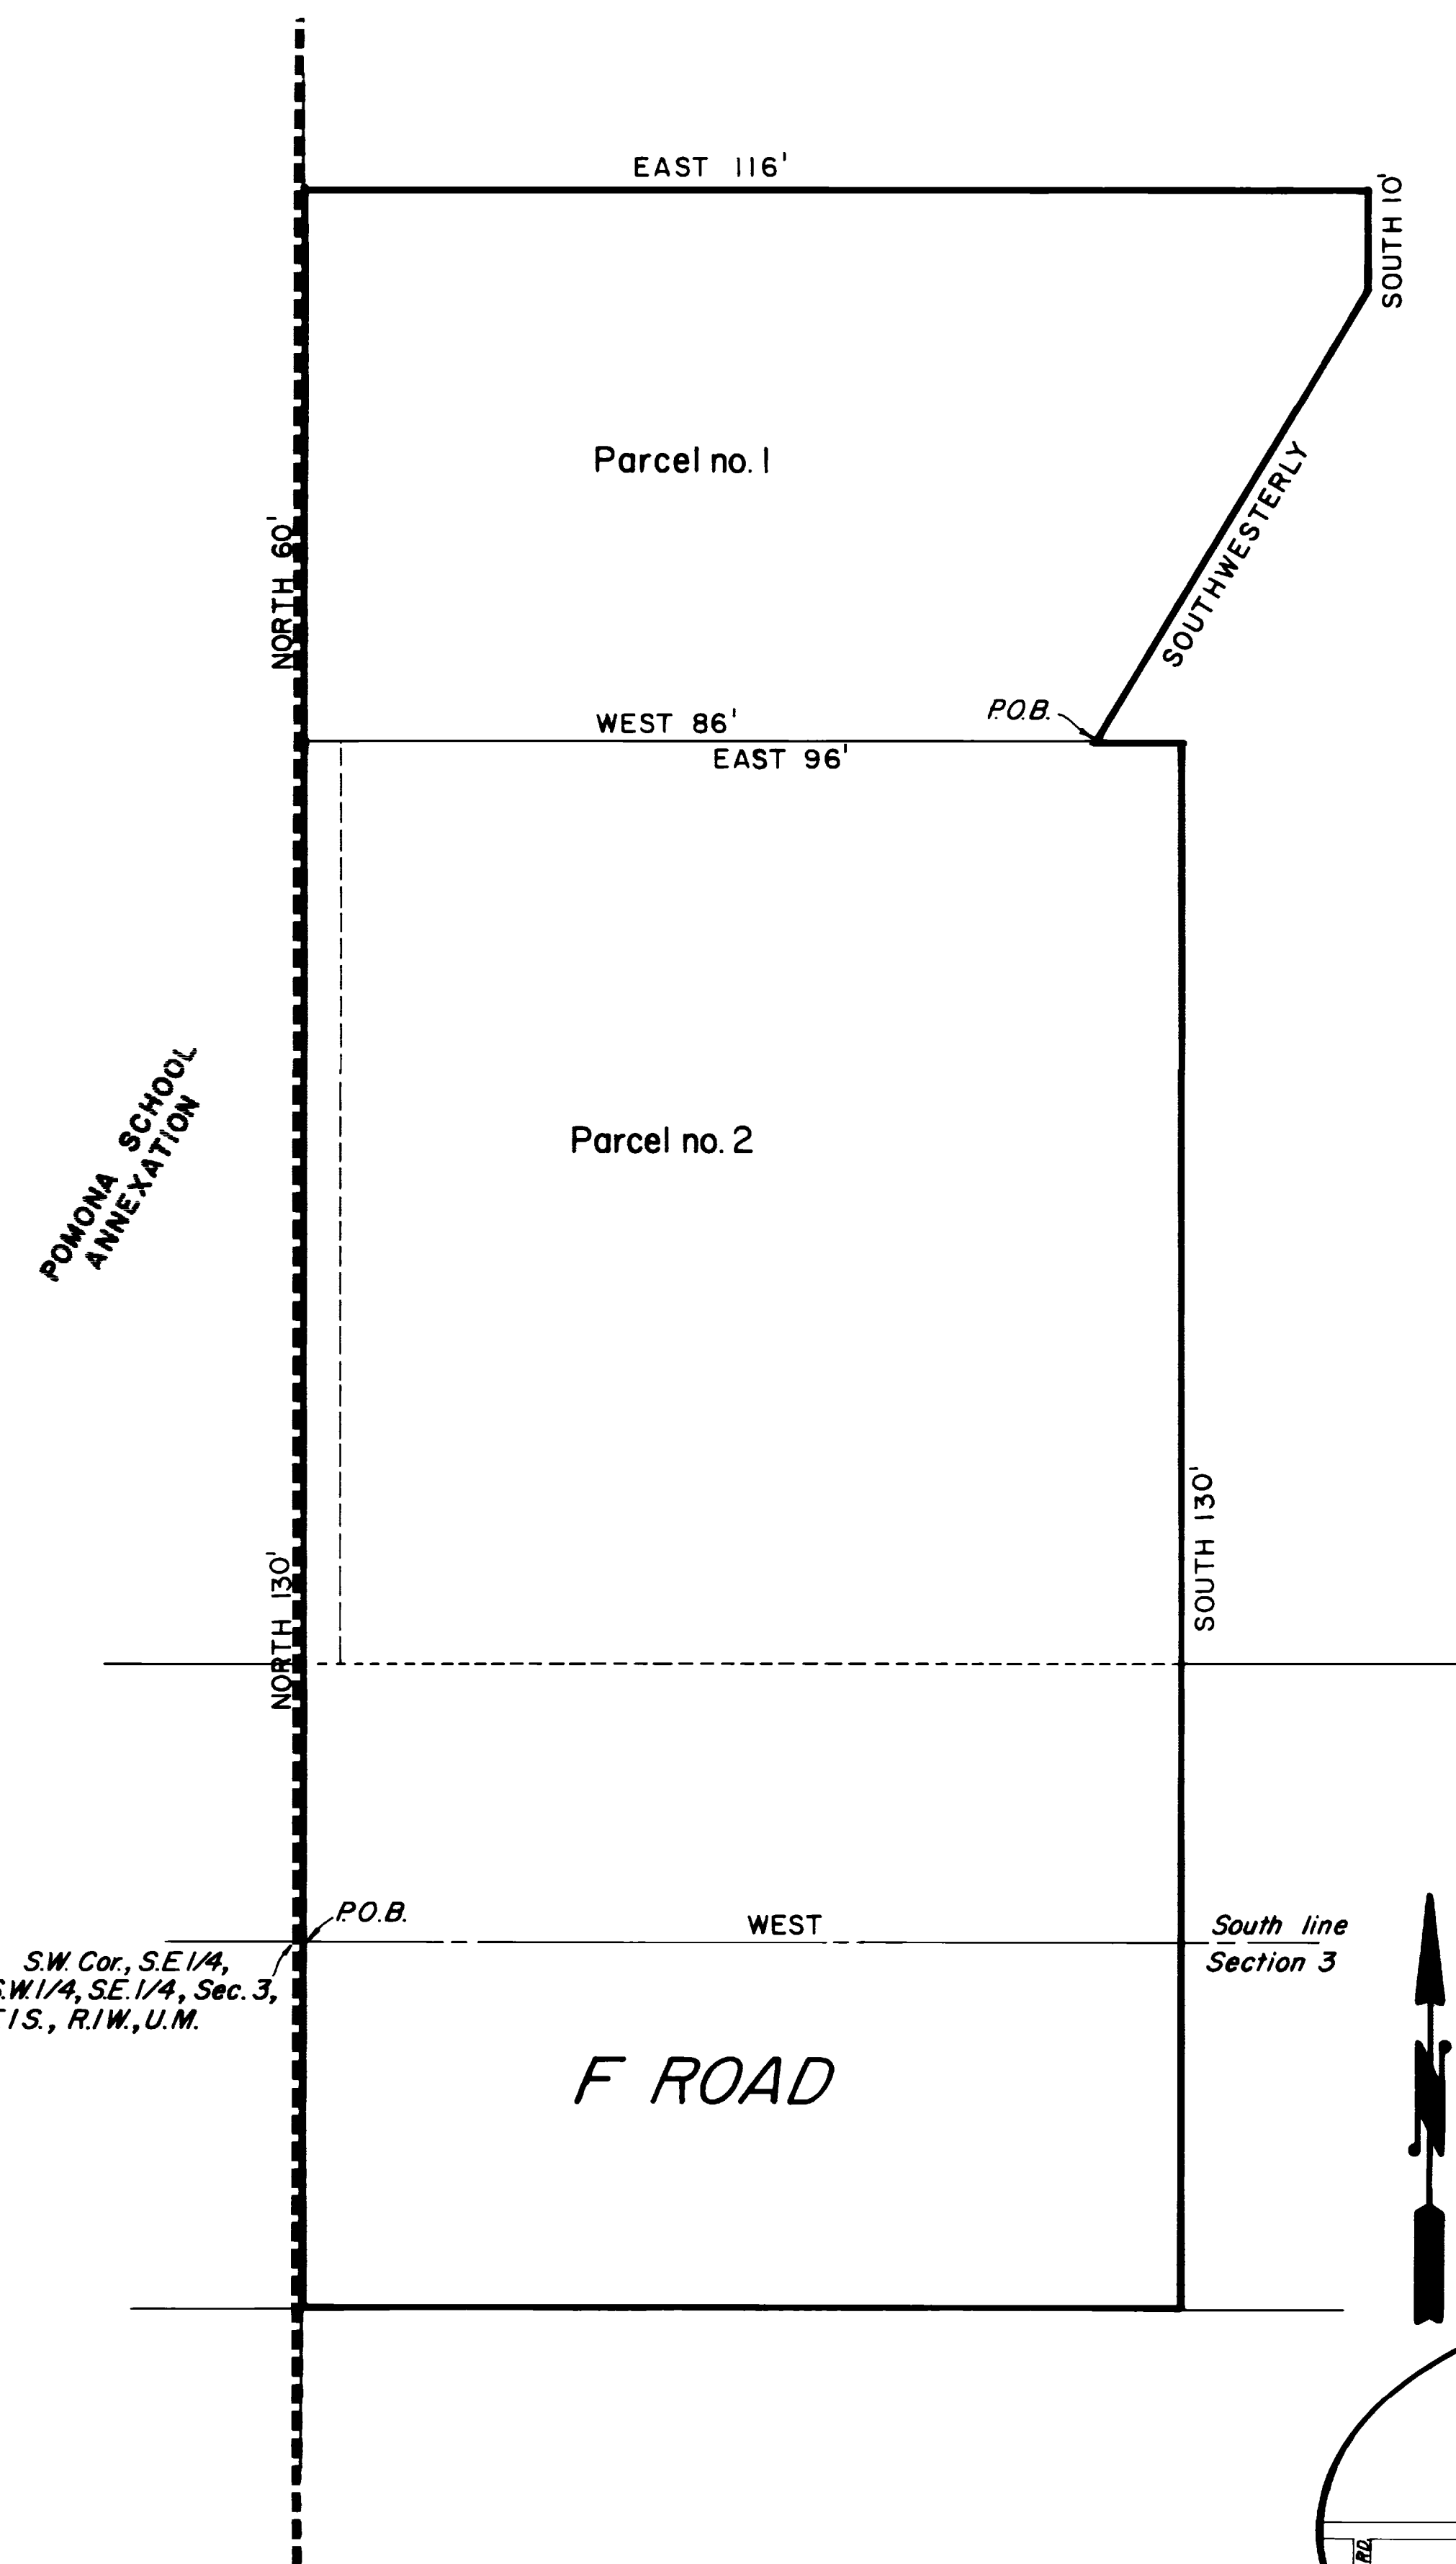 EAST 116'
SOUTH 10'
Parcel no. 1
SOUTHWESTERLY
NORTH 60'
P.O.B.
WEST 86'
EAST 96'
POMONA SCHOOL
ANNEXATION
Parcel no. 2
SOUTH 130'
NORTH 130'
P.O.B.
WEST
South line
Section 3
S.W. Cor., S.E. 1/4,
S.W. 1/4, S.E. 1/4, Sec. 3,
T1S., R.1W., U.M.
F ROAD
N
RD.